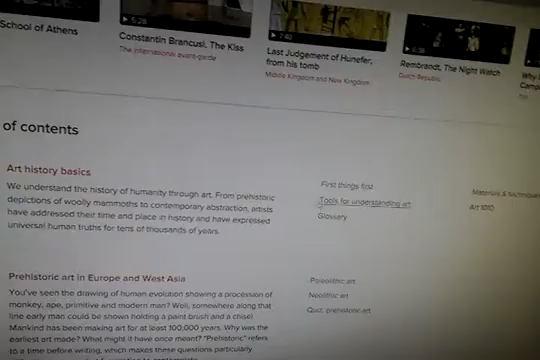 School of Athens
5:28
Constantin Brancusi, The Kiss
The international avant-garde
7:40
Last Judgement of Hunefer,
from his tomb
Middle Kingdom and New Kingdom
6:38
Rembrandt, The Night Watch
Dutch Republic
Why
Camp
of contents
Art history basics
We understand the history of humanity through art. From prehistoric
depictions of woolly mammoths to contemporary abstraction, artists
have addressed their time and place in history and have expressed
universal human truths for tens of thousands of years.
First things first
Tools for understanding art
Glossary
Materials & techniques
Art 1010
Prehistoric art in Europe and West Asia
You've seen the drawing of human evolution showing a procession of
monkey, ape, primitive and modern man? Well, somewhere along that
line early man could be shown holding a paint brush and a chisel.
Mankind has been making art for at least 100,000 years. Why was the
earliest art made? What might it have once meant? "Prehistoric" refers
to a time before writing, which makes these questions particularly
Paleolithic art
Neolithic art
Quiz: prehistoric art